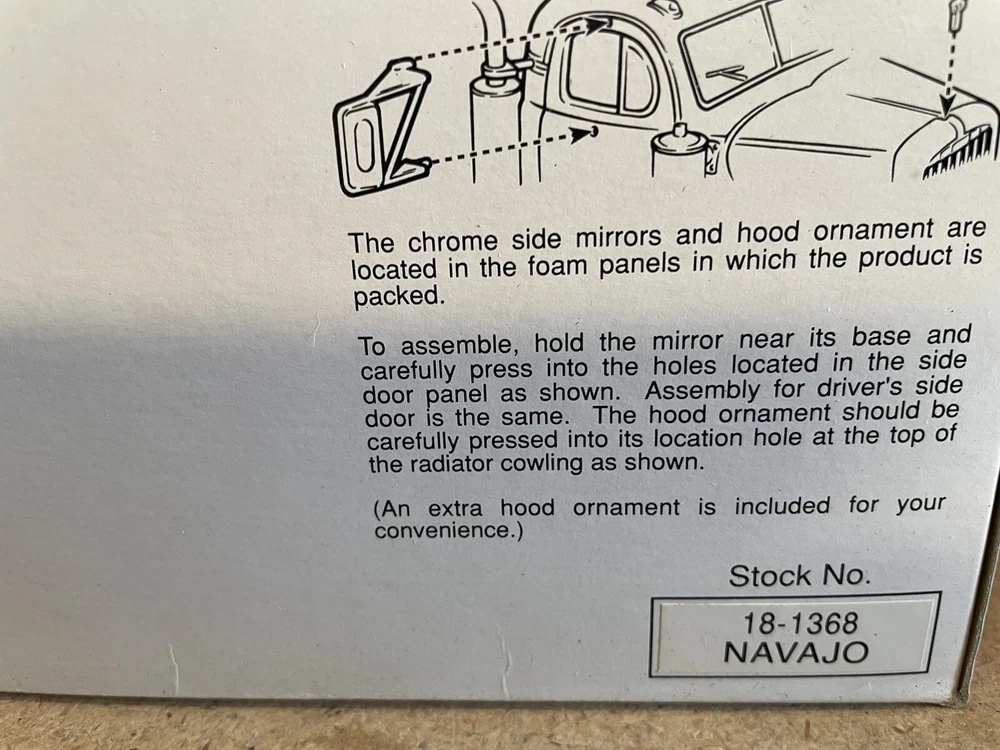 The chrome side mirrors and hood ornament are
located in the foam panels in which the product is
packed.
To assemble, hold the mirror near its base and
carefully press into the holes located in the side
door panel as shown. Assembly for driver's side
door is the same. The hood ornament should be
carefully pressed into its location hole at the top of
the radiator cowling as shown.
(An extra hood ornament is included for your
convenience.)
Stock No.
18-1368
NAVAJO